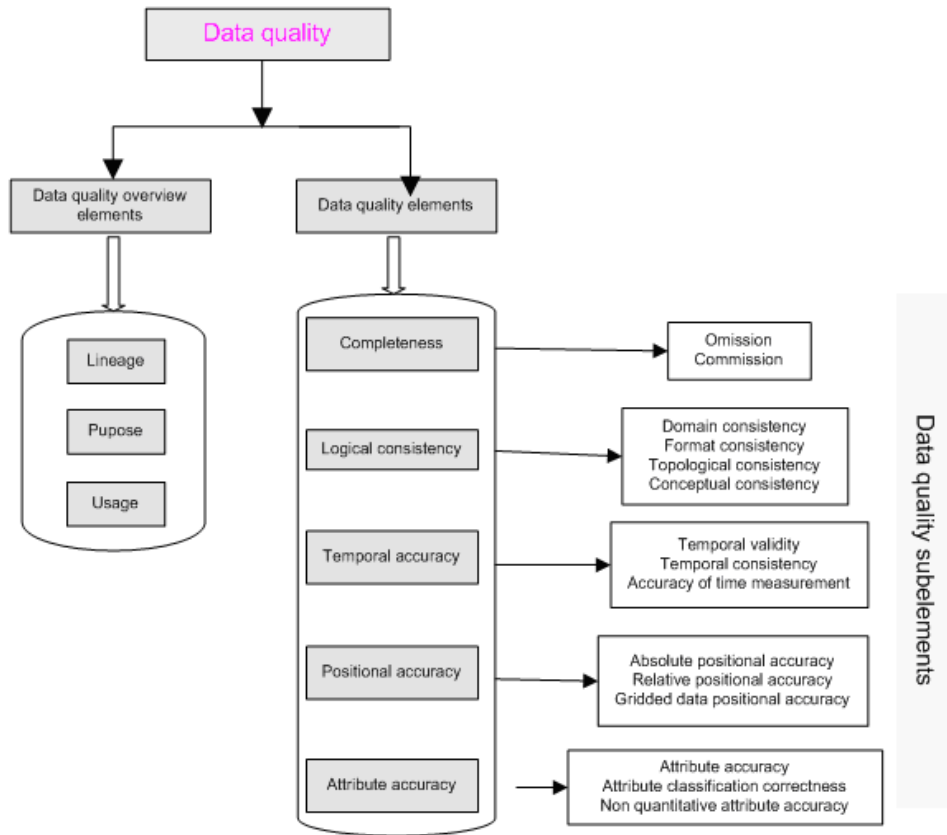 Data quality
Data quality overview
elements
Data quality elements
Lineage
Pupose
Usage
Completeness
Omission
Commission
Logical consistency
Domain consistency
Format consistency
Topological consistency
Conceptual consistency
Temporal accuracy
Temporal validity
Temporal consistency
Accuracy of time measurement
Positional accuracy
Absolute positional accuracy
Relative positional accuracy
Gridded data positional accuracy
Attribute accuracy
Attribute accuracy
Attribute classification correctness
Non quantitative attribute accuracy
Data quality subelements